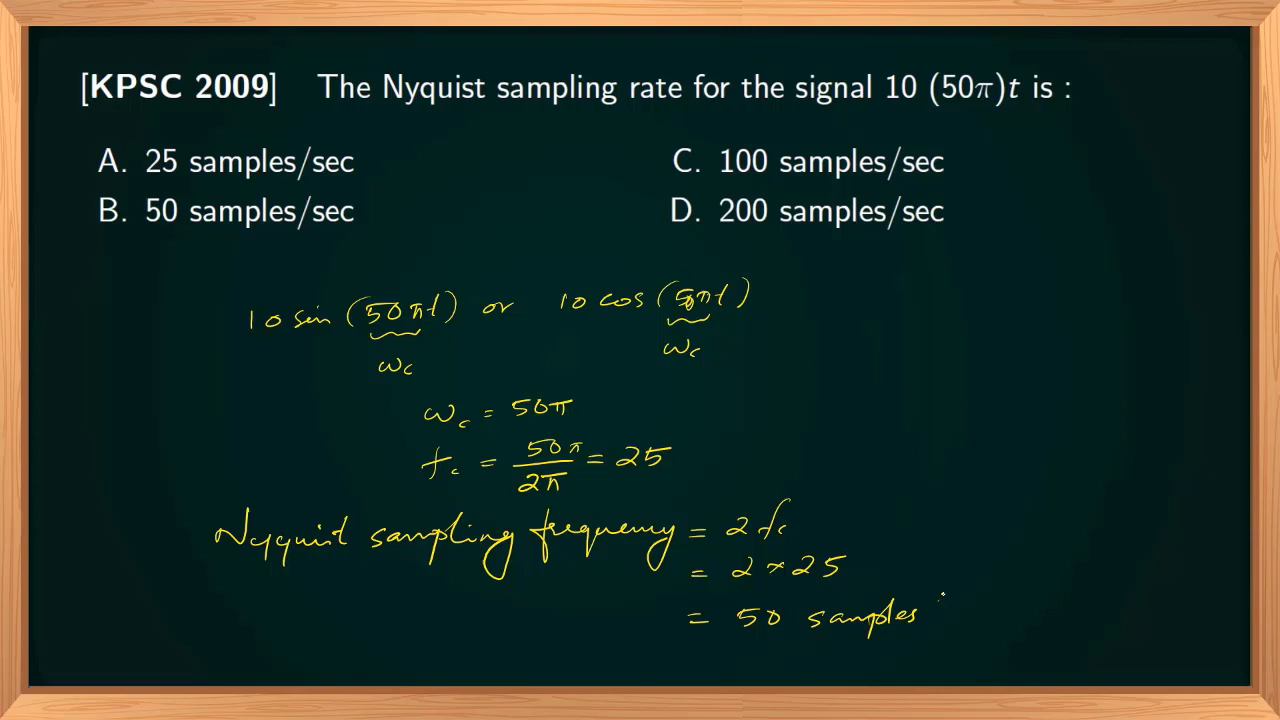 [KPSC 2009] The Nyquist sampling rate for the signal 10 (50π)t is :
A. 25 samples/sec
B. 50 samples/sec
C. 100 samples/sec
D. 200 samples/sec
10 sin (50πt) or 10 cos (50πt)
ωc ωc
ωc = 50π
fc = 50π/2π = 25
Nyquist sampling frequency = 2fc
= 2 × 25
= 50 samples